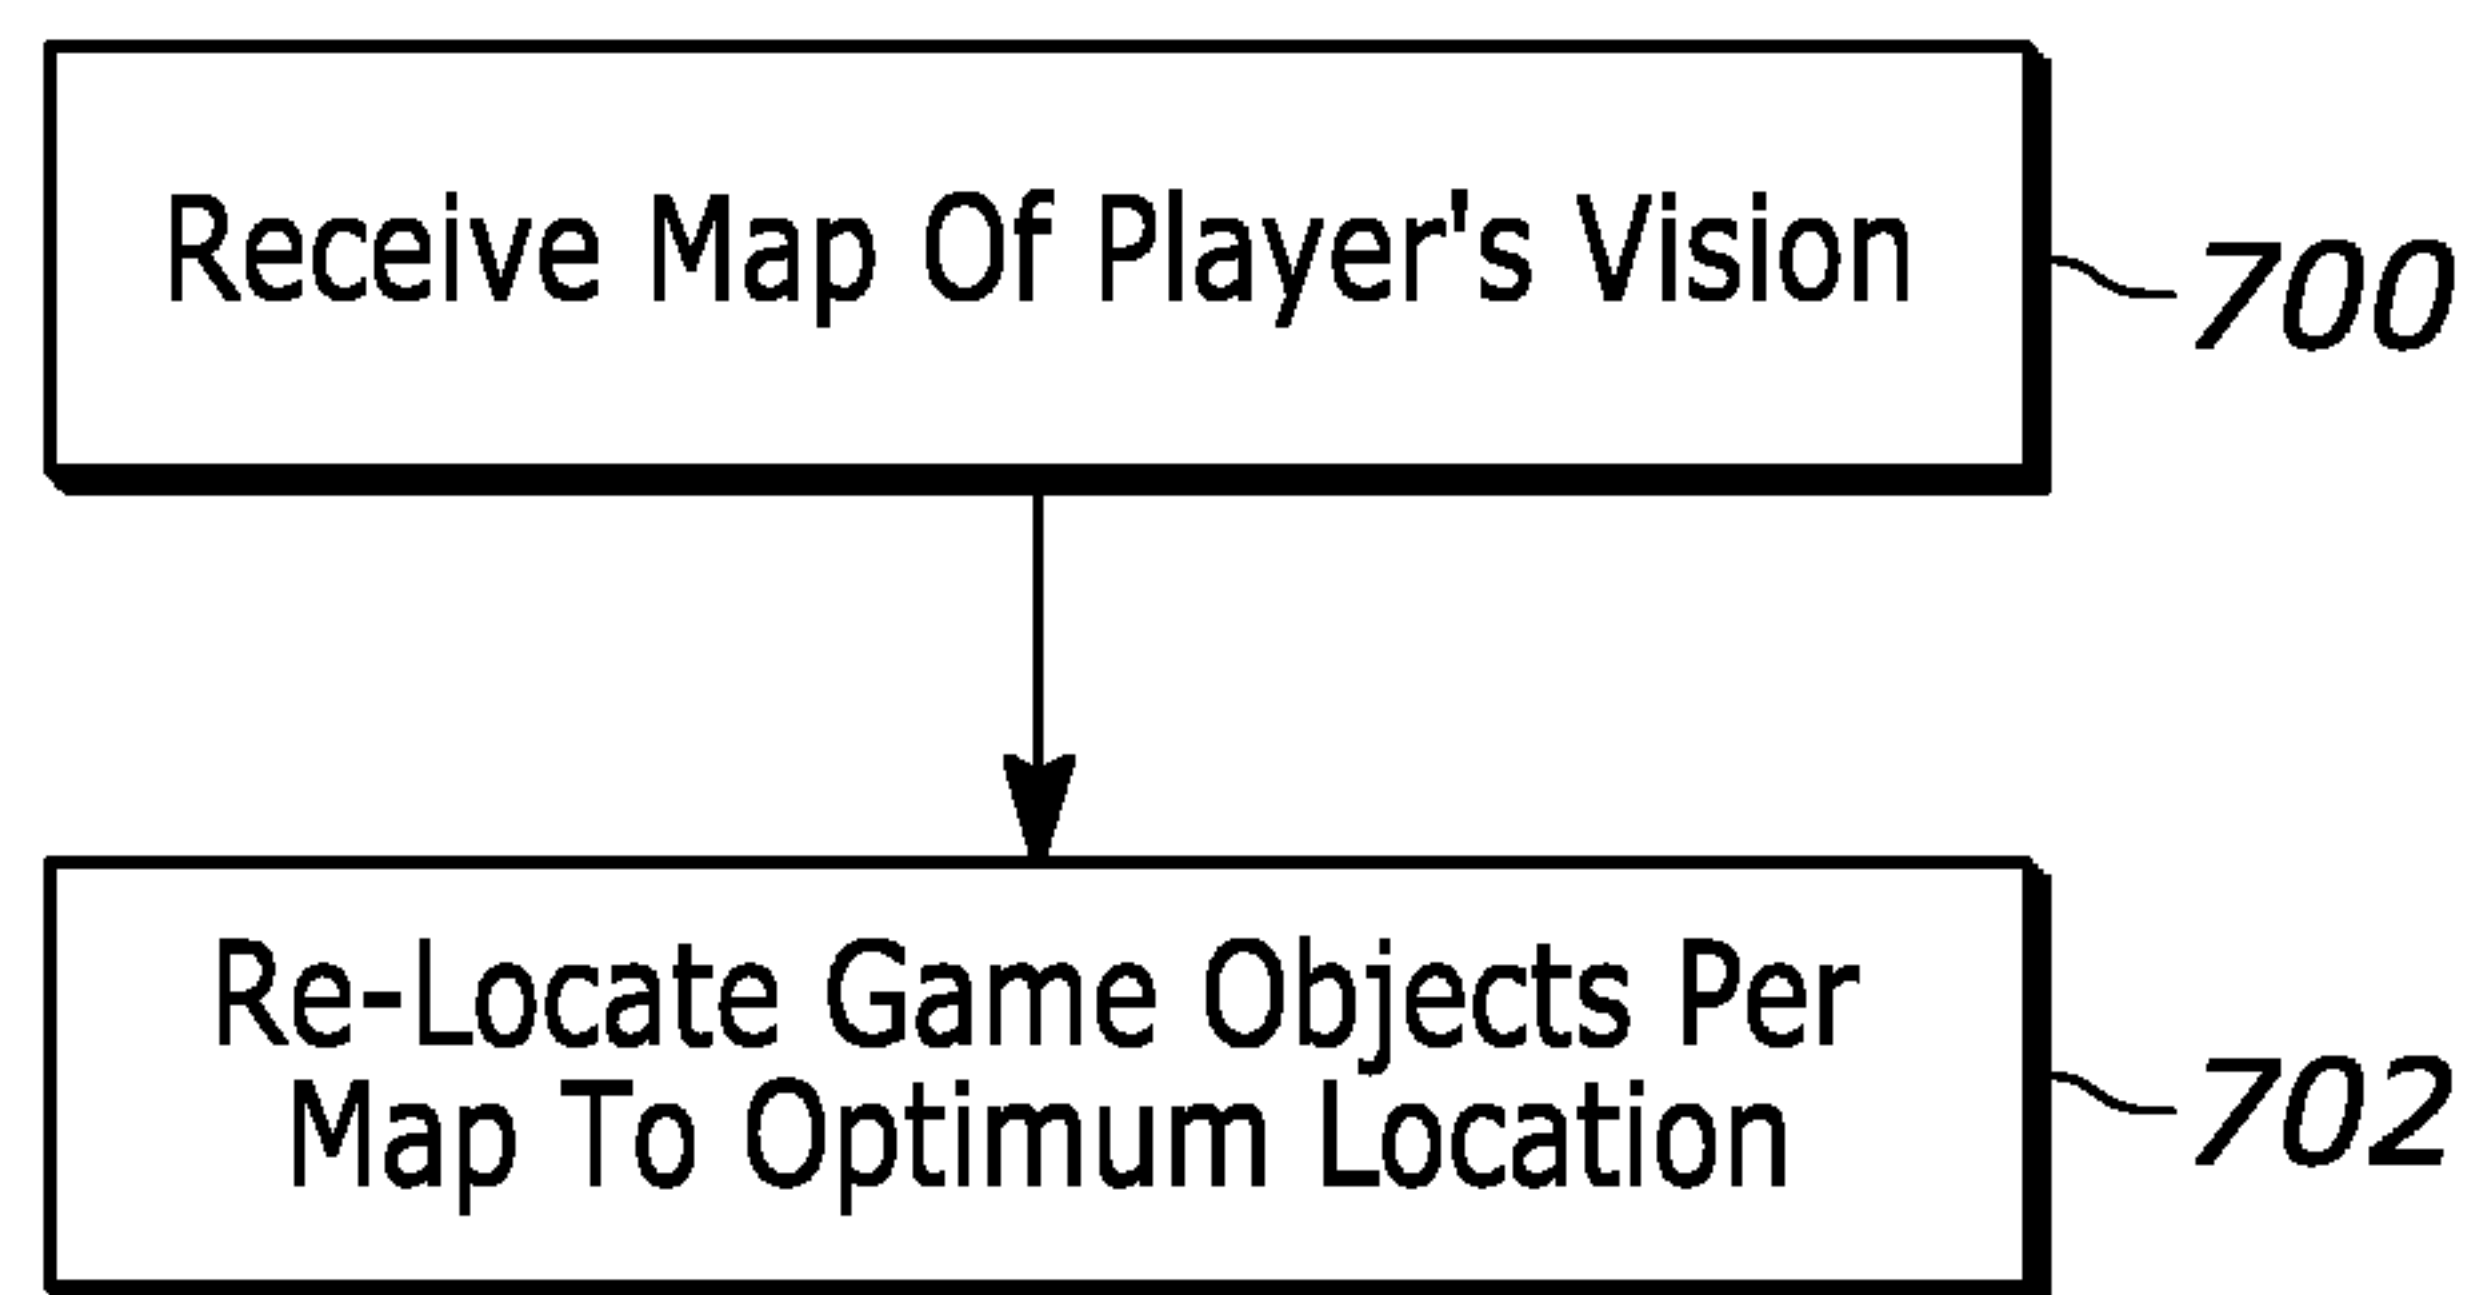 Receive Map Of Player's Vision
700
Re-Locate Game Objects Per
Map To Optimum Location
702